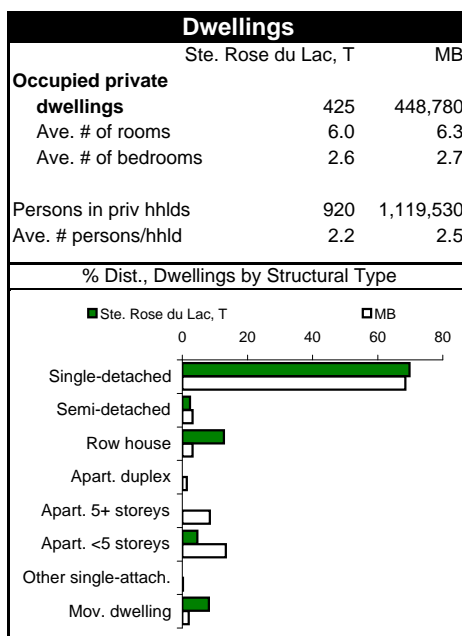 Dwellings
Ste. Rose du Lac, T MB
Occupied private
dwellings 425 448,780
Ave. # of rooms 6.0 6.3
Ave. # of bedrooms 2.6 2.7
Persons in priv hhlds 920 1,119,530
Ave. # persons/hhld 2.2 2.5
% Dist., Dwellings by Structural Type
Ste. Rose du Lac, T MB
0 20 40 60 80
Single-detached
Semi-detached
Row house
Apart. duplex
Apart. 5+ storeys
Apart. <5 storeys
Other single-attach.
Mov. dwelling